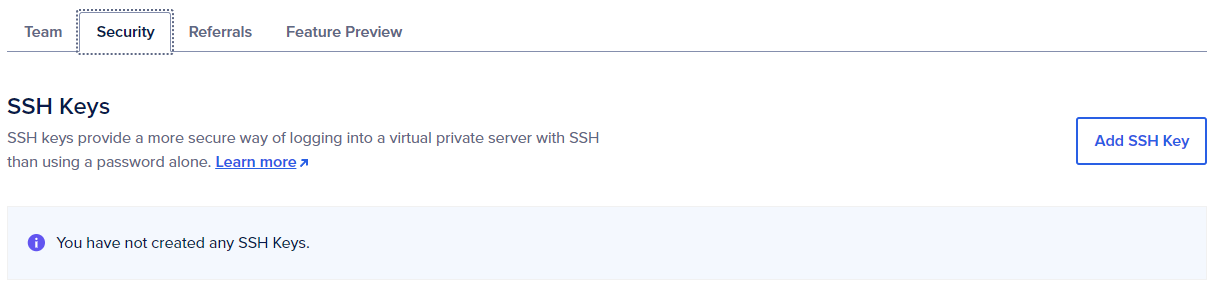 Team Security Referrals Feature Preview
SSH Keys
SSH keys provide a more secure way of logging into a virtual private server with SSH
than using a password alone. Learn more
Add SSH Key
You have not created any SSH Keys.